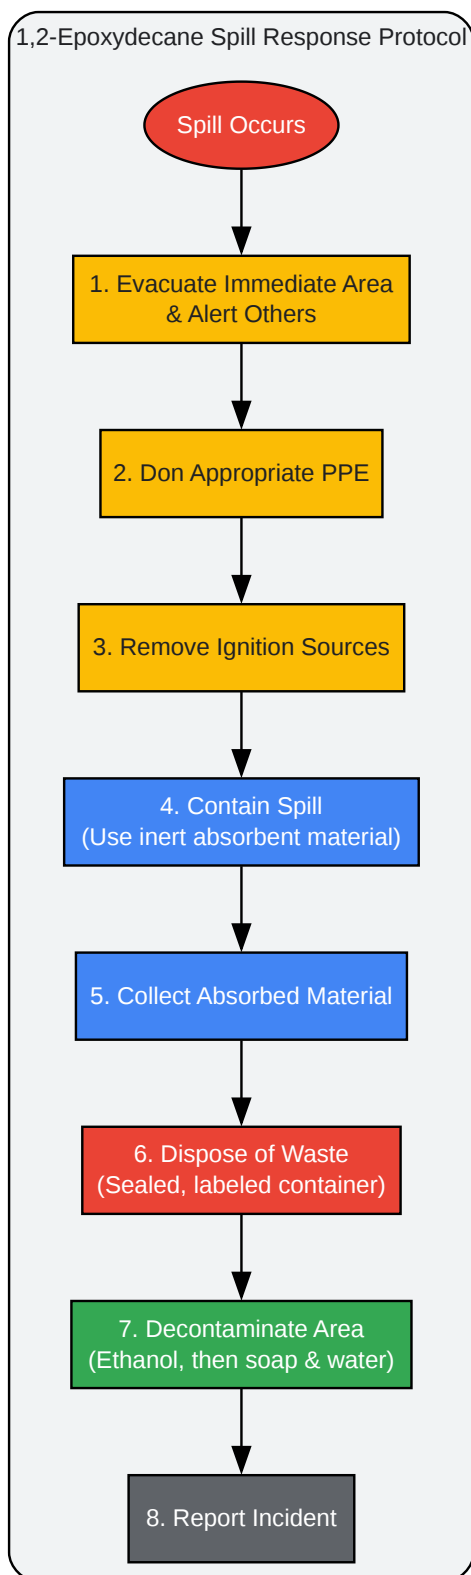 1,2-Epoxydecane Spill Response Protocol
Spill Occurs
1. Evacuate Immediate Area
& Alert Others
2. Don Appropriate PPE
3. Remove Ignition Sources
4. Contain Spill
(Use inert absorbent material)
5. Collect Absorbed Material
6. Dispose of Waste
(Sealed, labeled container)
7. Decontaminate Area
(Ethanol, then soap & water)
8. Report Incident